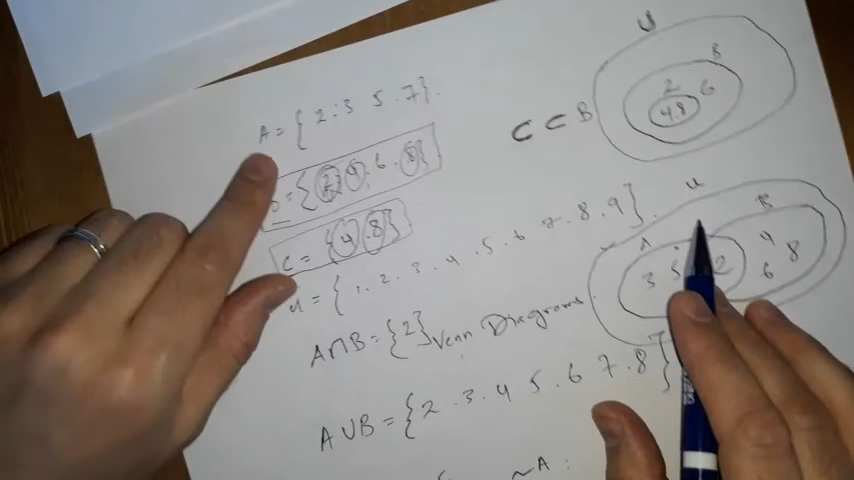 A = { 2 . 3 5 . 7 } .
= { 2 4 . 6 . 8 }
C = { 4 . 8 }
u = { 1 . 2 . 3 . 4 . 5 . 6 . 7 . 8 . 9 } .
A∩B = { 2 } Venn Diagrams
A∪B = { 2 . 3 . 4 5 . 6 7 . 8 }
~A :
U
B
2 6
4.8
C ⊂ B
u
A B
3 5 2 4 8
6